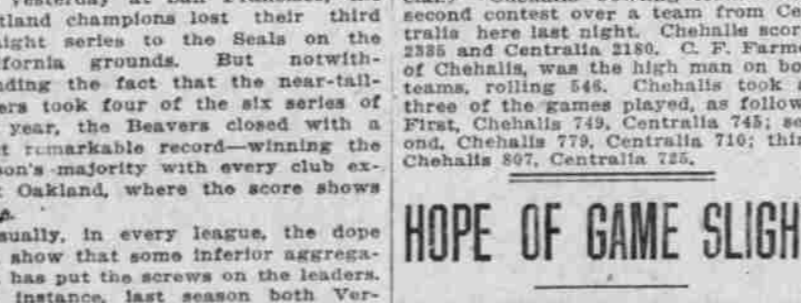 tland champions lost their third
aight series to the Seals on the
ifornia grounds. But notwith-
nding the fact that the near-tail-
ers took four of the six series of
year, the Beavers closed with a
t remarkable record—winning the
son's majority with every club ex-
t Oakland, where the score shows
sually, in every league, the dope
show that some inferior aggrega-
has put the screws on the leaders.
instance, last season both Ver-
second contest over a team from Ce
tralia here last night. Chehalis scor
2335 and Centralia 2180. C. F. Farme
of Chehalis, was the high man on bo
teams, rolling 546. Chehalis took a
three of the games played, as follow
First, Chehalis 749, Centralia 745; se
ond, Chehalis 779, Centralia 710; thir
Chehalis 807, Centralia 725.
HOPE OF GAME SLIGH